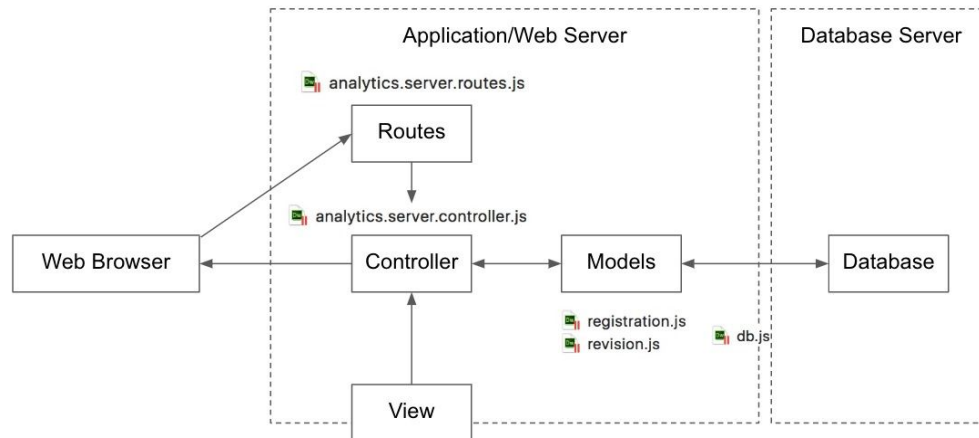 Application/Web Server
Database Server
analytics.server.routes.js
Routes
analytics.server.controller.js
Web Browser
Controller
Models
Database
registration.js
revision.js
db.js
View